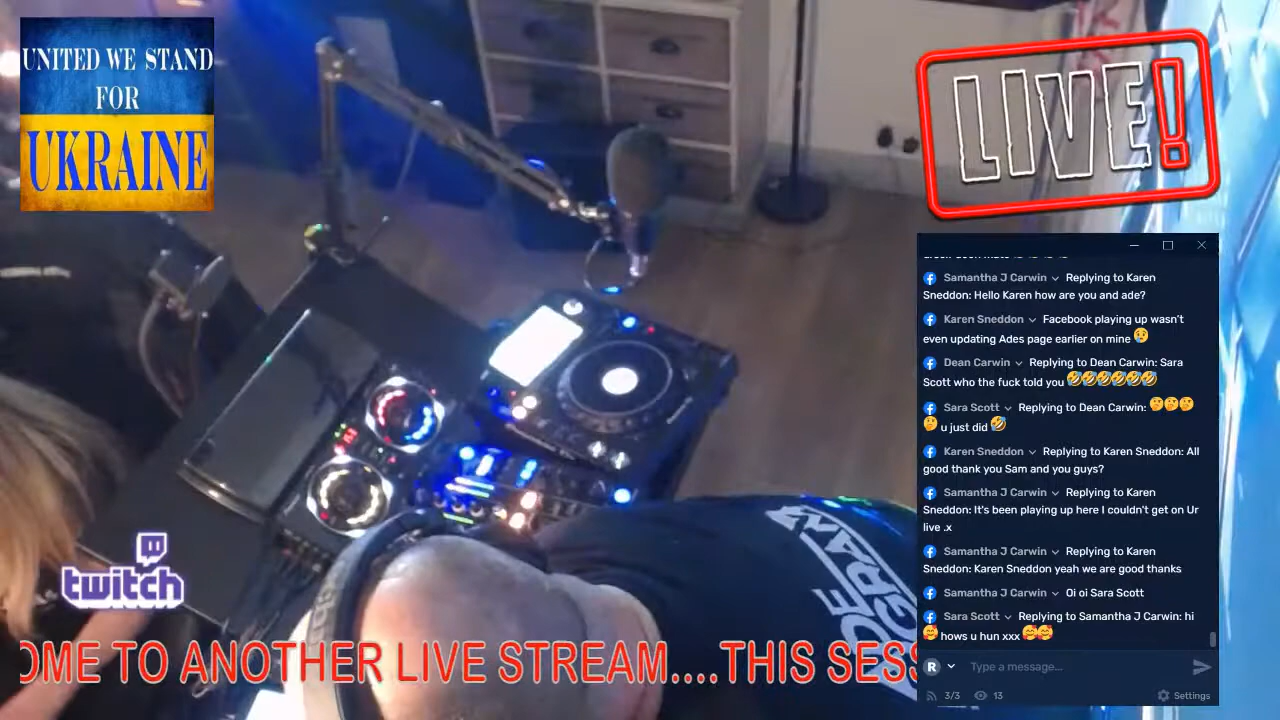 UNITED WE STAND
FOR
UKRAINE
LIVE!
Samantha J Carwin Replying to Karen
Sneddon: Hello Karen how are you and ade?
Karen Sneddon Facebook playing up wasn't
even updating Ades page earlier on mine 😢
Dean Carwin Replying to Dean Carwin: Sara
Scott who the fuck told you 🤣🤣🤣🤣🤣🤣
Sara Scott Replying to Dean Carwin: 🤔🤔🤔
🤔 u just did 🤣
Karen Sneddon Replying to Karen Sneddon: All
good thank you Sam and you guys?
Samantha J Carwin Replying to Karen
Sneddon: It's been playing up here I couldn't get on Ur
live .x
Samantha J Carwin Replying to Karen
Sneddon: Karen Sneddon yeah we are good thanks
Samantha J Carwin Oi oi Sara Scott
Sara Scott Replying to Samantha J Carwin: hi
🥰 hows u hun xxx 🥰🥰
R Type a message...
3/3 13 Settings
twitch
OME TO ANOTHER LIVE STREAM....THIS SESS